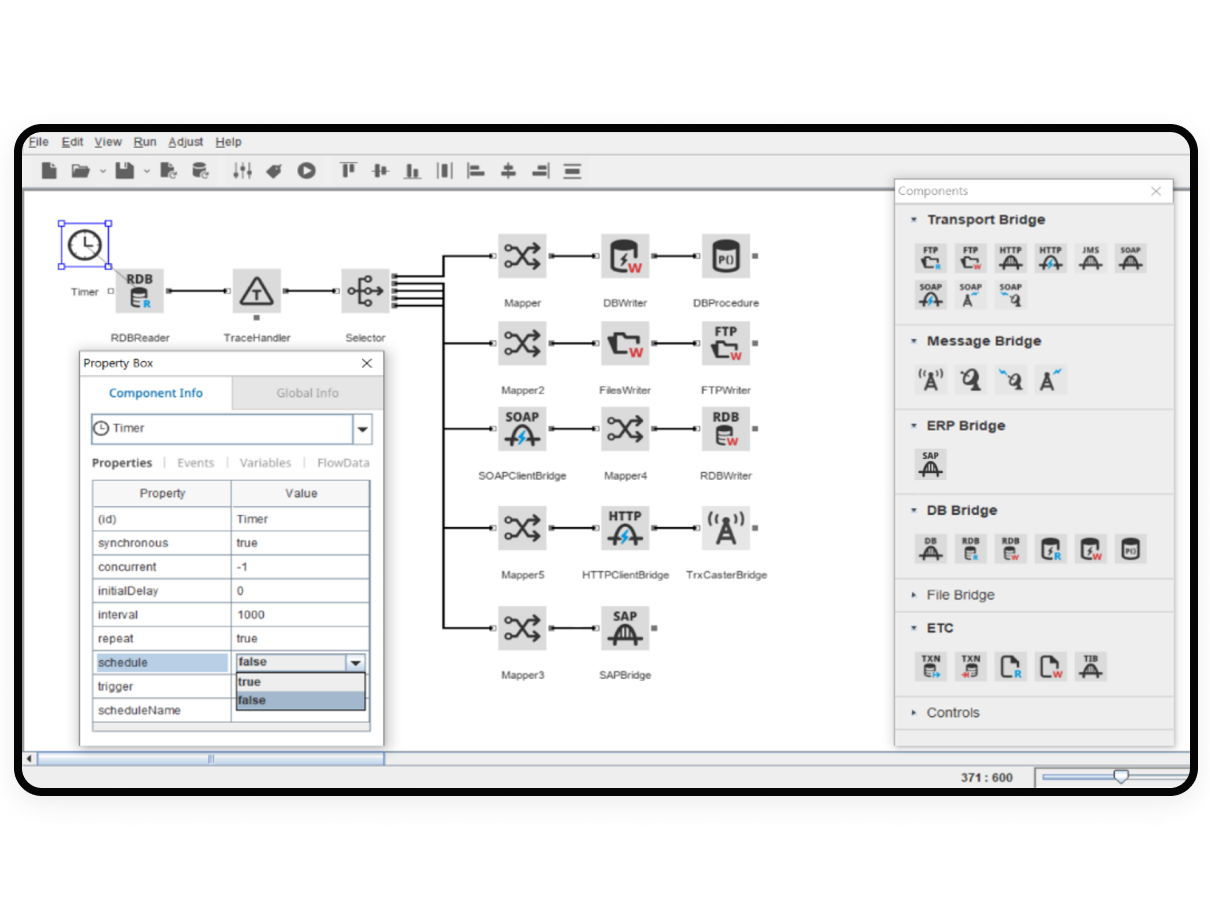 File Edit View Run Adjust Help
Timer
RDB
R
RDBReader
T
TraceHandler
Selector
Mapper
W
DBWriter
P()
DBProcedure
Mapper2
W
FilesWriter
FTP
W
FTPWriter
SOAP
SOAPClientBridge
Mapper4
RDB
W
RDBWriter
Mapper5
HTTP
HTTPClientBridge
TrxCasterBridge
Mapper3
SAP
SAPBridge
Property Box
Component Info Global Info
Timer
Properties | Events | Variables | FlowData
Property Value
(id) Timer
synchronous true
concurrent -1
initialDelay 0
interval 1000
repeat true
schedule false
true
trigger
false
scheduleName
Components
Transport Bridge
FTP FTP HTTP HTTP JMS SOAP
R W
SOAP SOAP SOAP
Message Bridge
ERP Bridge
SAP
DB Bridge
DB RDB RDB
R W R W P()
File Bridge
ETC
TXN TXN TIB
R W
Controls
371 : 600